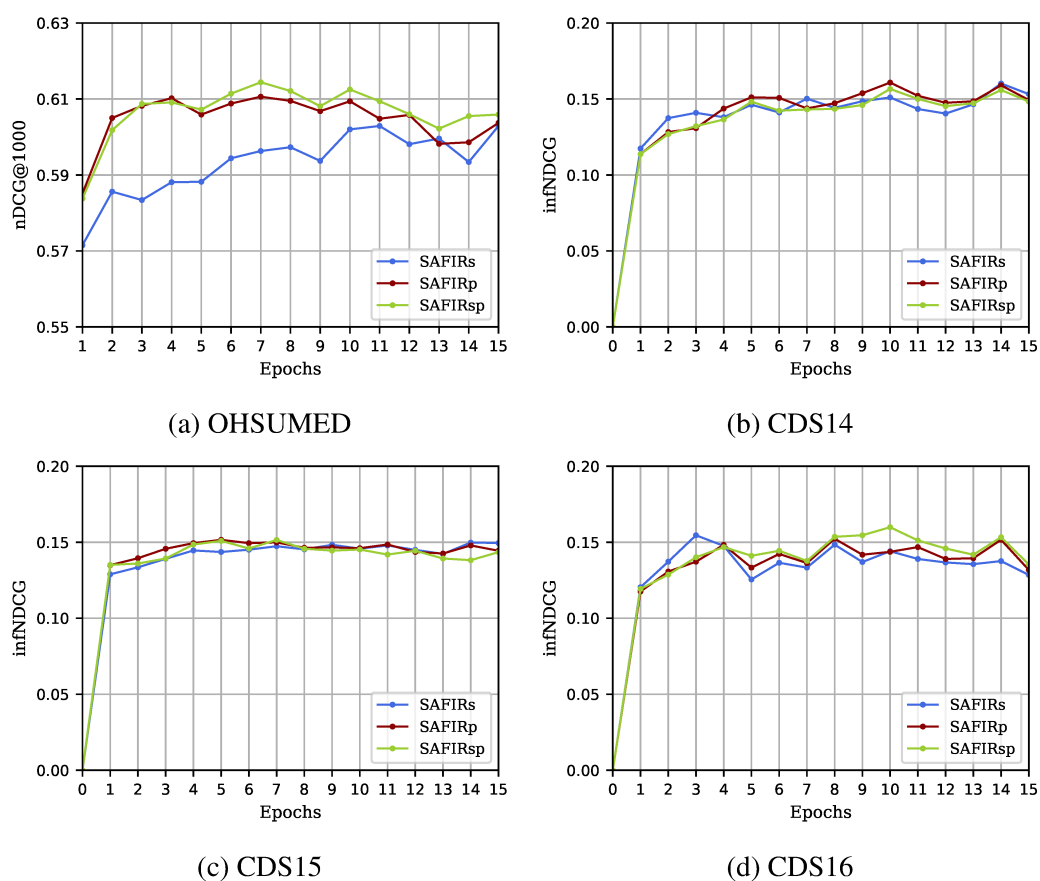 0.63
0.61
0.59
0.57
0.55
nDCG@1000
1 2 3 4 5 6 7 8 9 10 11 12 13 14 15
Epochs
SAFIRs
SAFIRp
SAFIRsp
(a) OHSUMED
0.20
0.15
0.10
0.05
0.00
infNDCG
0 1 2 3 4 5 6 7 8 9 10 11 12 13 14 15
Epochs
SAFIRs
SAFIRp
SAFIRsp
(b) CDS14
0.20
0.15
0.10
0.05
0.00
infNDCG
0 1 2 3 4 5 6 7 8 9 10 11 12 13 14 15
Epochs
SAFIRs
SAFIRp
SAFIRsp
(c) CDS15
0.20
0.15
0.10
0.05
0.00
infNDCG
0 1 2 3 4 5 6 7 8 9 10 11 12 13 14 15
Epochs
SAFIRs
SAFIRp
SAFIRsp
(d) CDS16